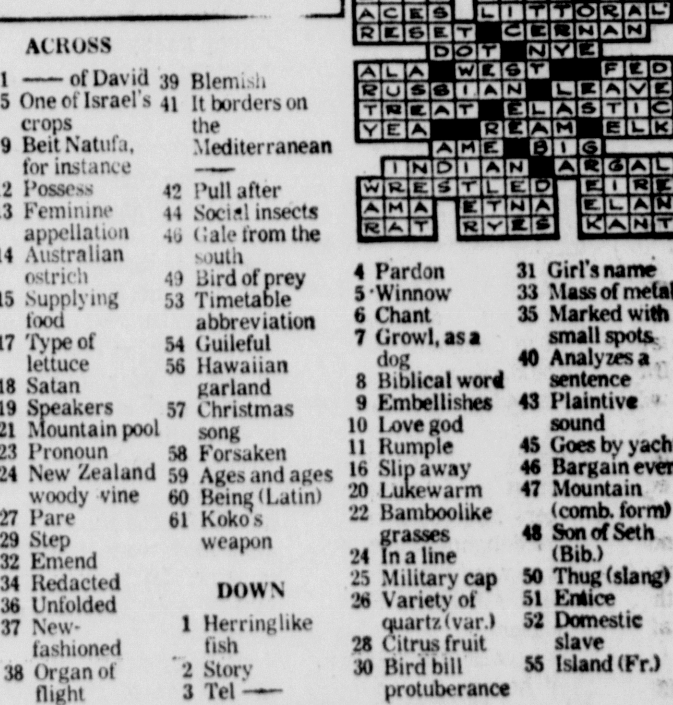 ACES LITTORAL
RESET CERNAN
DOT NYE
ALA WEST FED
RUSSIAN LEAVE
TREAT ELASTIC
YEA REAM ELK
AME BIG
INDIAN ARGAL
WRESTLED EIRE
AMA ETNA ELAN
RAT RYES KANT
ACROSS
1 — of David
5 One of Israel's
crops
9 Beit Natufa,
for instance
2 Possess
3 Feminine
appellation
14 Australian
ostrich
15 Supplying
food
17 Type of
lettuce
18 Satan
19 Speakers
21 Mountain pool
23 Pronoun
24 New Zealand
woody vine
27 Pare
29 Step
32 Emend
34 Redacted
36 Unfolded
37 New-
fashioned
38 Organ of
flight
39 Blemish
41 It borders on
the
Mediterranean
—
42 Pull after
44 Social insects
46 Gale from the
south
49 Bird of prey
53 Timetable
abbreviation
54 Guileful
56 Hawaiian
garland
57 Christmas
song
58 Forsaken
59 Ages and ages
60 Being (Latin)
61 Koko's
weapon
DOWN
1 Herringlike
fish
2 Story
3 Tel —
4 Pardon
5 Winnow
6 Chant
7 Growl, as a
dog
8 Biblical word
9 Embellishes
10 Love god
11 Rumple
16 Slip away
20 Lukewarm
22 Bamboolike
grasses
24 In a line
25 Military cap
26 Variety of
quartz (var.)
28 Citrus fruit
30 Bird bill
protuberance
31 Girl's name
33 Mass of metal
35 Marked with
small spots
40 Analyzes a
sentence
43 Plaintive
sound
45 Goes by yach
46 Bargain even
47 Mountain
(comb. form)
48 Son of Seth
(Bib.)
50 Thug (slang)
51 Entice
52 Domestic
slave
55 Island (Fr.)